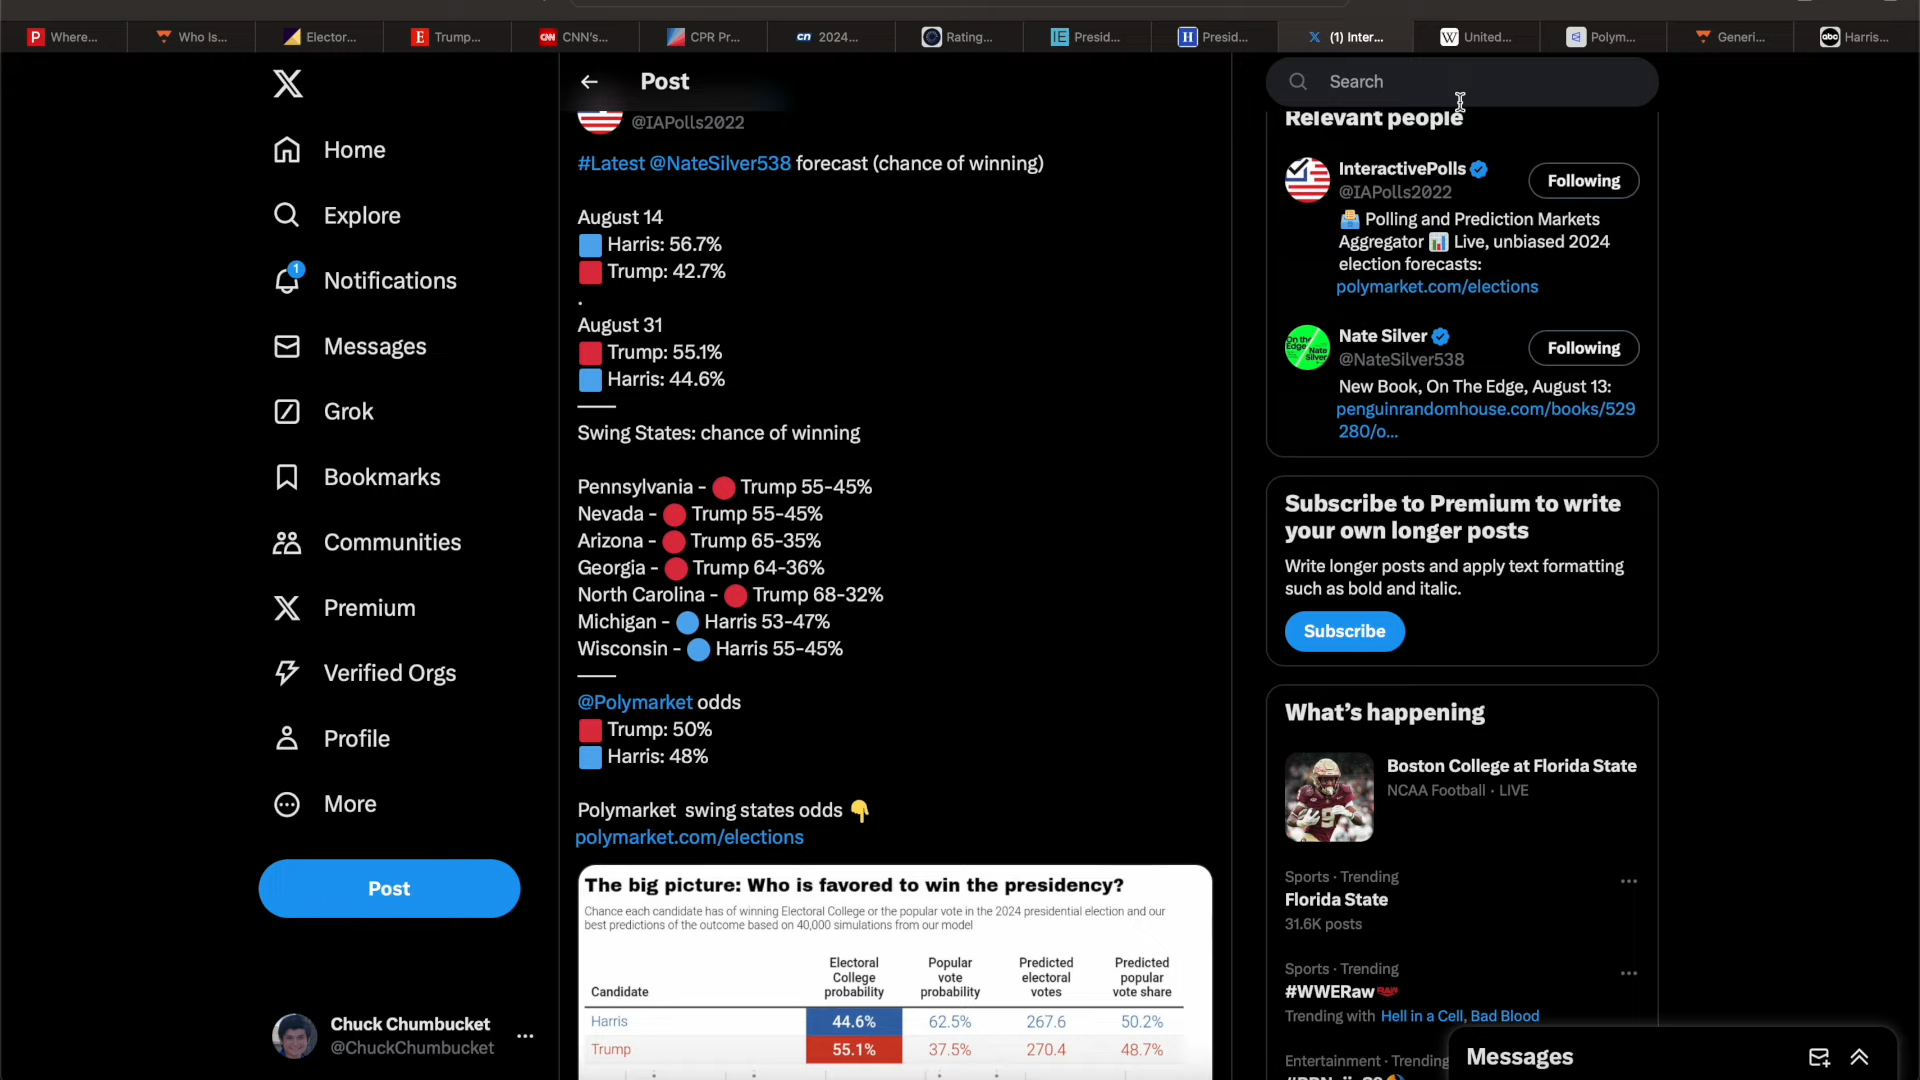 Where...
Who Is...
Elector...
Trump...
CNN's...
CPR Pr...
2024...
Rating...
Presid...
Presid...
(1) Inter...
United...
Polym...
Generi...
Harris...
Home
Explore
1
Notifications
Messages
Grok
Bookmarks
Communities
Premium
Verified Orgs
Profile
More
Post
Chuck Chumbucket
@ChuckChumbucket
Post
@IAPolls2022
#Latest @NateSilver538 forecast (chance of winning)
August 14
Harris: 56.7%
Trump: 42.7%
.
August 31
Trump: 55.1%
Harris: 44.6%
——
Swing States: chance of winning
Pennsylvania - Trump 55-45%
Nevada - Trump 55-45%
Arizona - Trump 65-35%
Georgia - Trump 64-36%
North Carolina - Trump 68-32%
Michigan - Harris 53-47%
Wisconsin - Harris 55-45%
——
@Polymarket odds
Trump: 50%
Harris: 48%
Polymarket swing states odds
polymarket.com/elections
The big picture: Who is favored to win the presidency?
Chance each candidate has of winning Electoral College or the popular vote in the 2024 presidential election and our
best predictions of the outcome based on 40,000 simulations from our model
Candidate
Electoral College probability
Popular vote probability
Predicted electoral votes
Predicted popular vote share
Harris 44.6% 62.5% 267.6 50.2%
Trump 55.1% 37.5% 270.4 48.7%
Search
Relevant people
InteractivePolls
@IAPolls2022
Following
Polling and Prediction Markets
Aggregator Live, unbiased 2024
election forecasts:
polymarket.com/elections
Nate Silver
@NateSilver538
Following
New Book, On The Edge, August 13:
penguinrandomhouse.com/books/529
280/o...
Subscribe to Premium to write
your own longer posts
Write longer posts and apply text formatting
such as bold and italic.
Subscribe
What's happening
Boston College at Florida State
NCAA Football · LIVE
Sports · Trending
Florida State
31.6K posts
Sports · Trending
#WWERaw
Trending with Hell in a Cell, Bad Blood
Entertainment · Trending
Messages